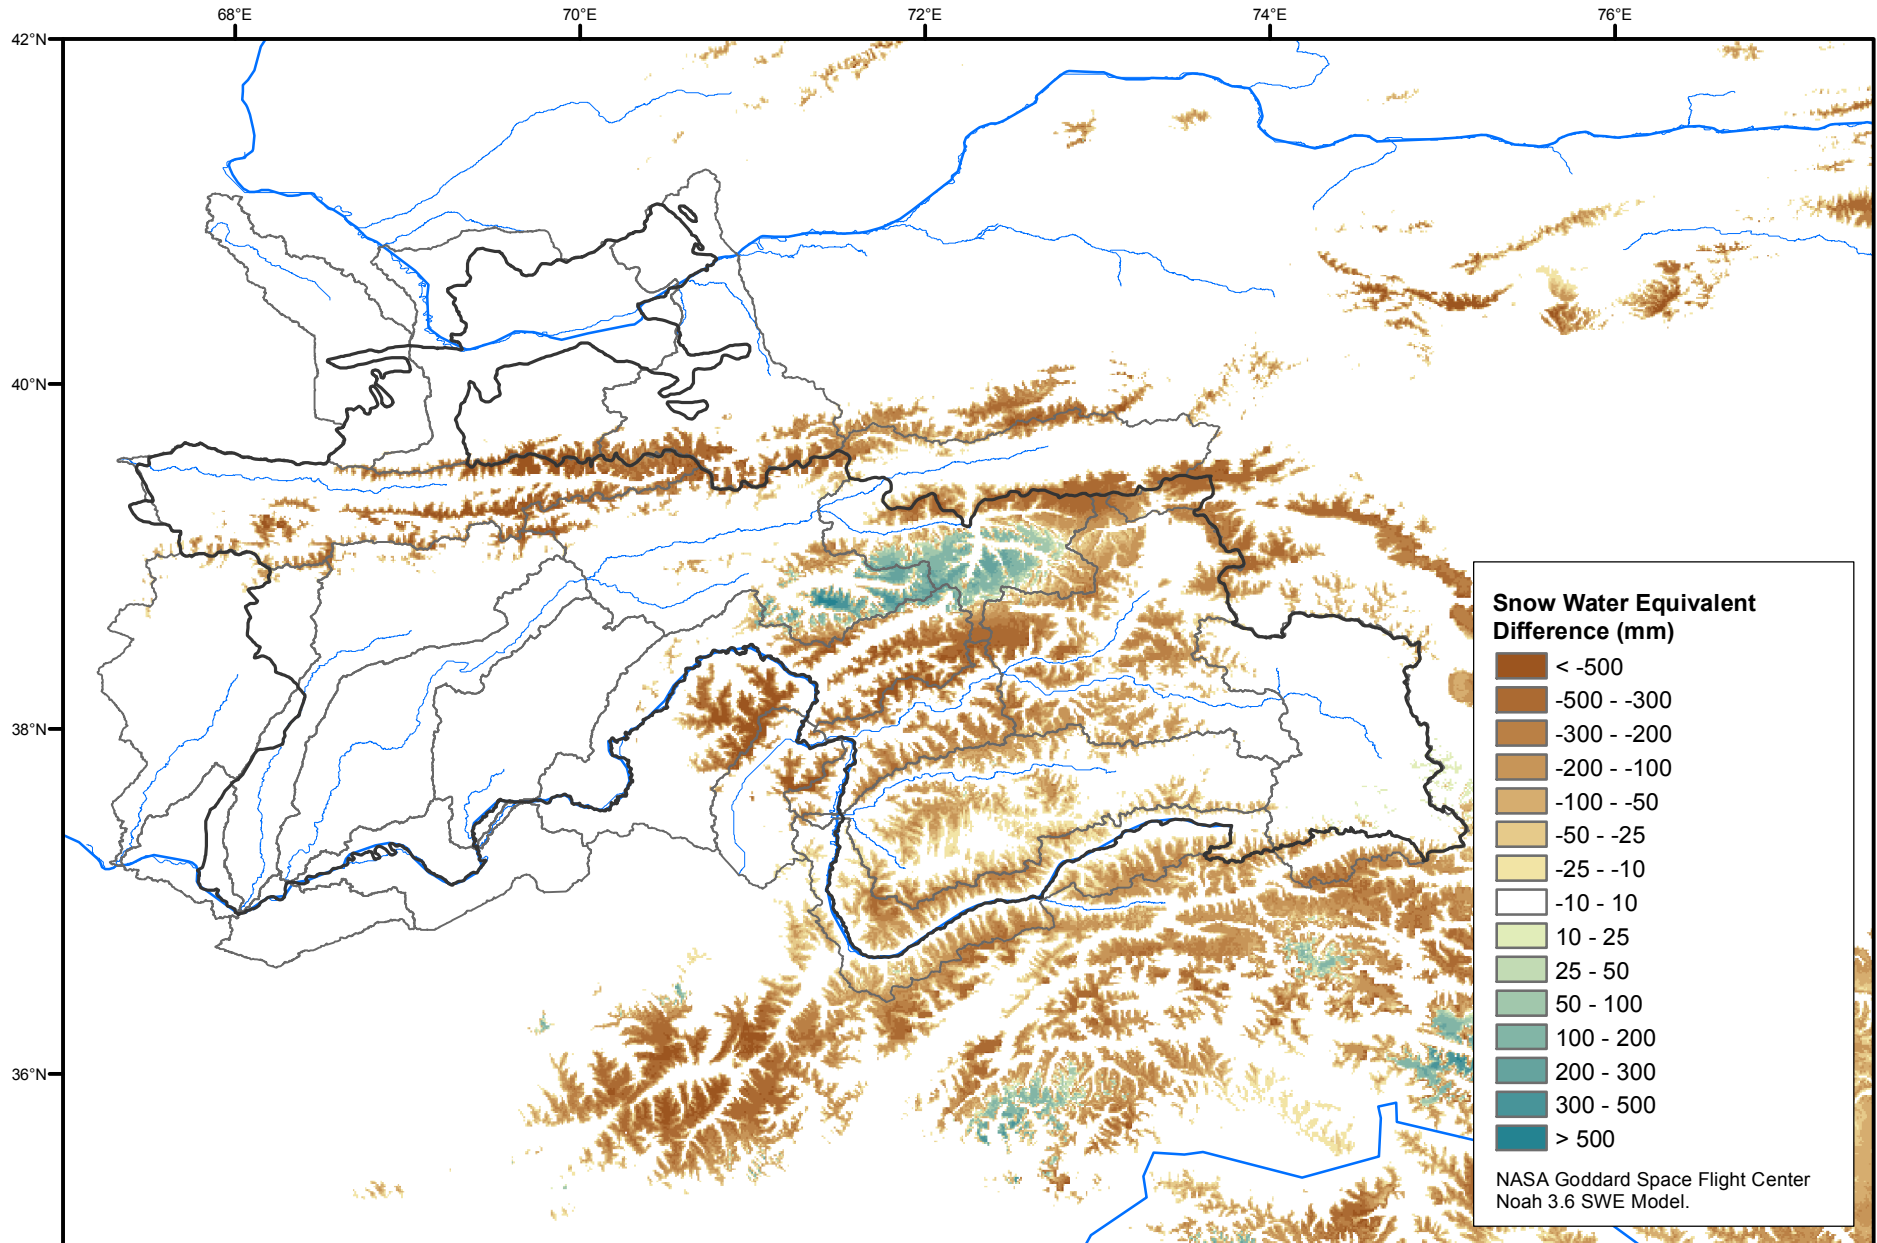 68°E 70°E 72°E 74°E 76°E
42°N
40°N
38°N
36°N
Snow Water Equivalent
Difference (mm)
< -500
-500 - -300
-300 - -200
-200 - -100
-100 - -50
-50 - -25
-25 - -10
-10 - 10
10 - 25
25 - 50
50 - 100
100 - 200
200 - 300
300 - 500
> 500
NASA Goddard Space Flight Center
Noah 3.6 SWE Model.